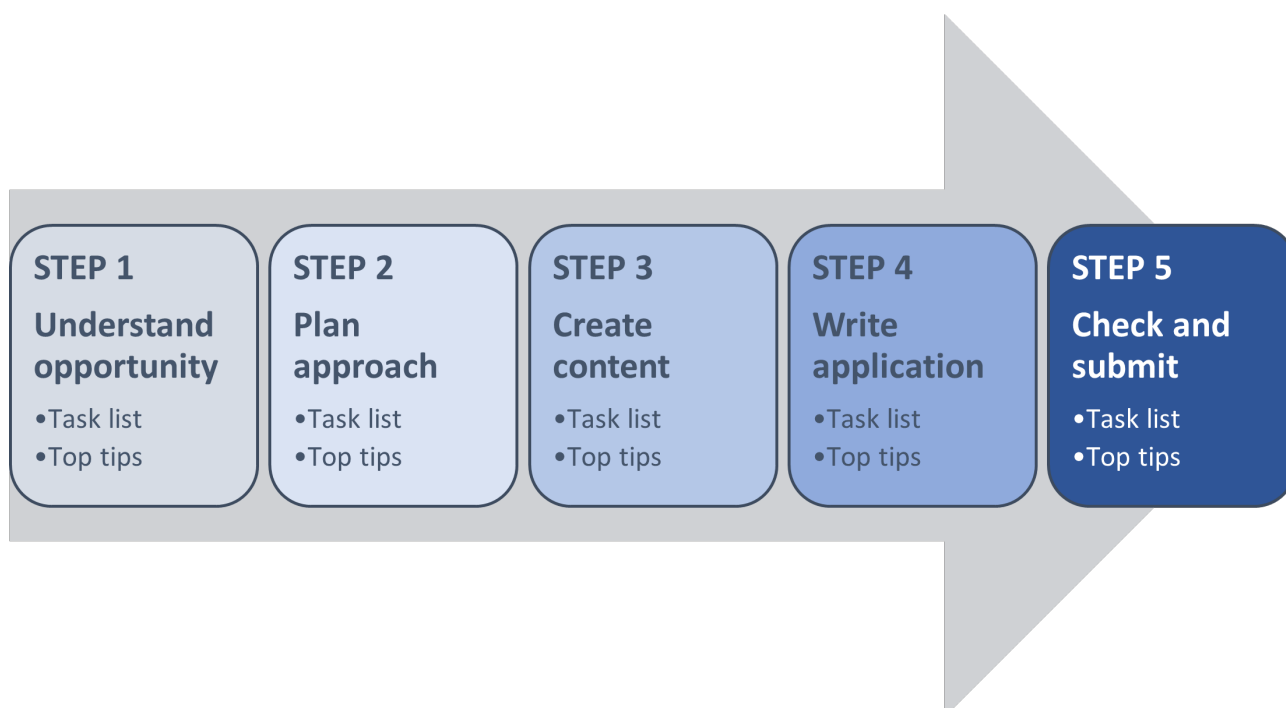 STEP 1
Understand
opportunity
•Task list
•Top tips
STEP 2
Plan
approach
•Task list
•Top tips
STEP 3
Create
content
•Task list
•Top tips
STEP 4
Write
application
•Task list
•Top tips
STEP 5
Check and
submit
•Task list
•Top tips